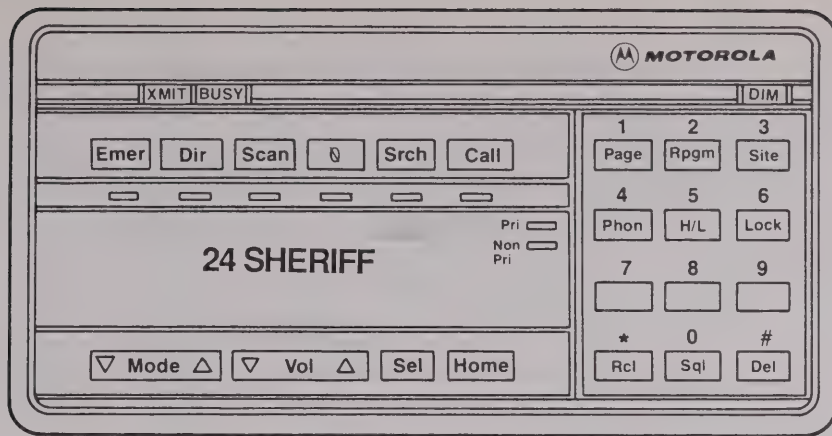 MOTOROLA
XMIT BUSY DIM
Emer Dir Scan Srch Call
Pri
Non
Pri
24 SHERIFF
▽ Mode △ ▽ Vol △ Sel Home
1 2 3
Page Rpgm Site
4 5 6
Phon H/L Lock
7 8 9
* 0 #
Rcl Sql Del